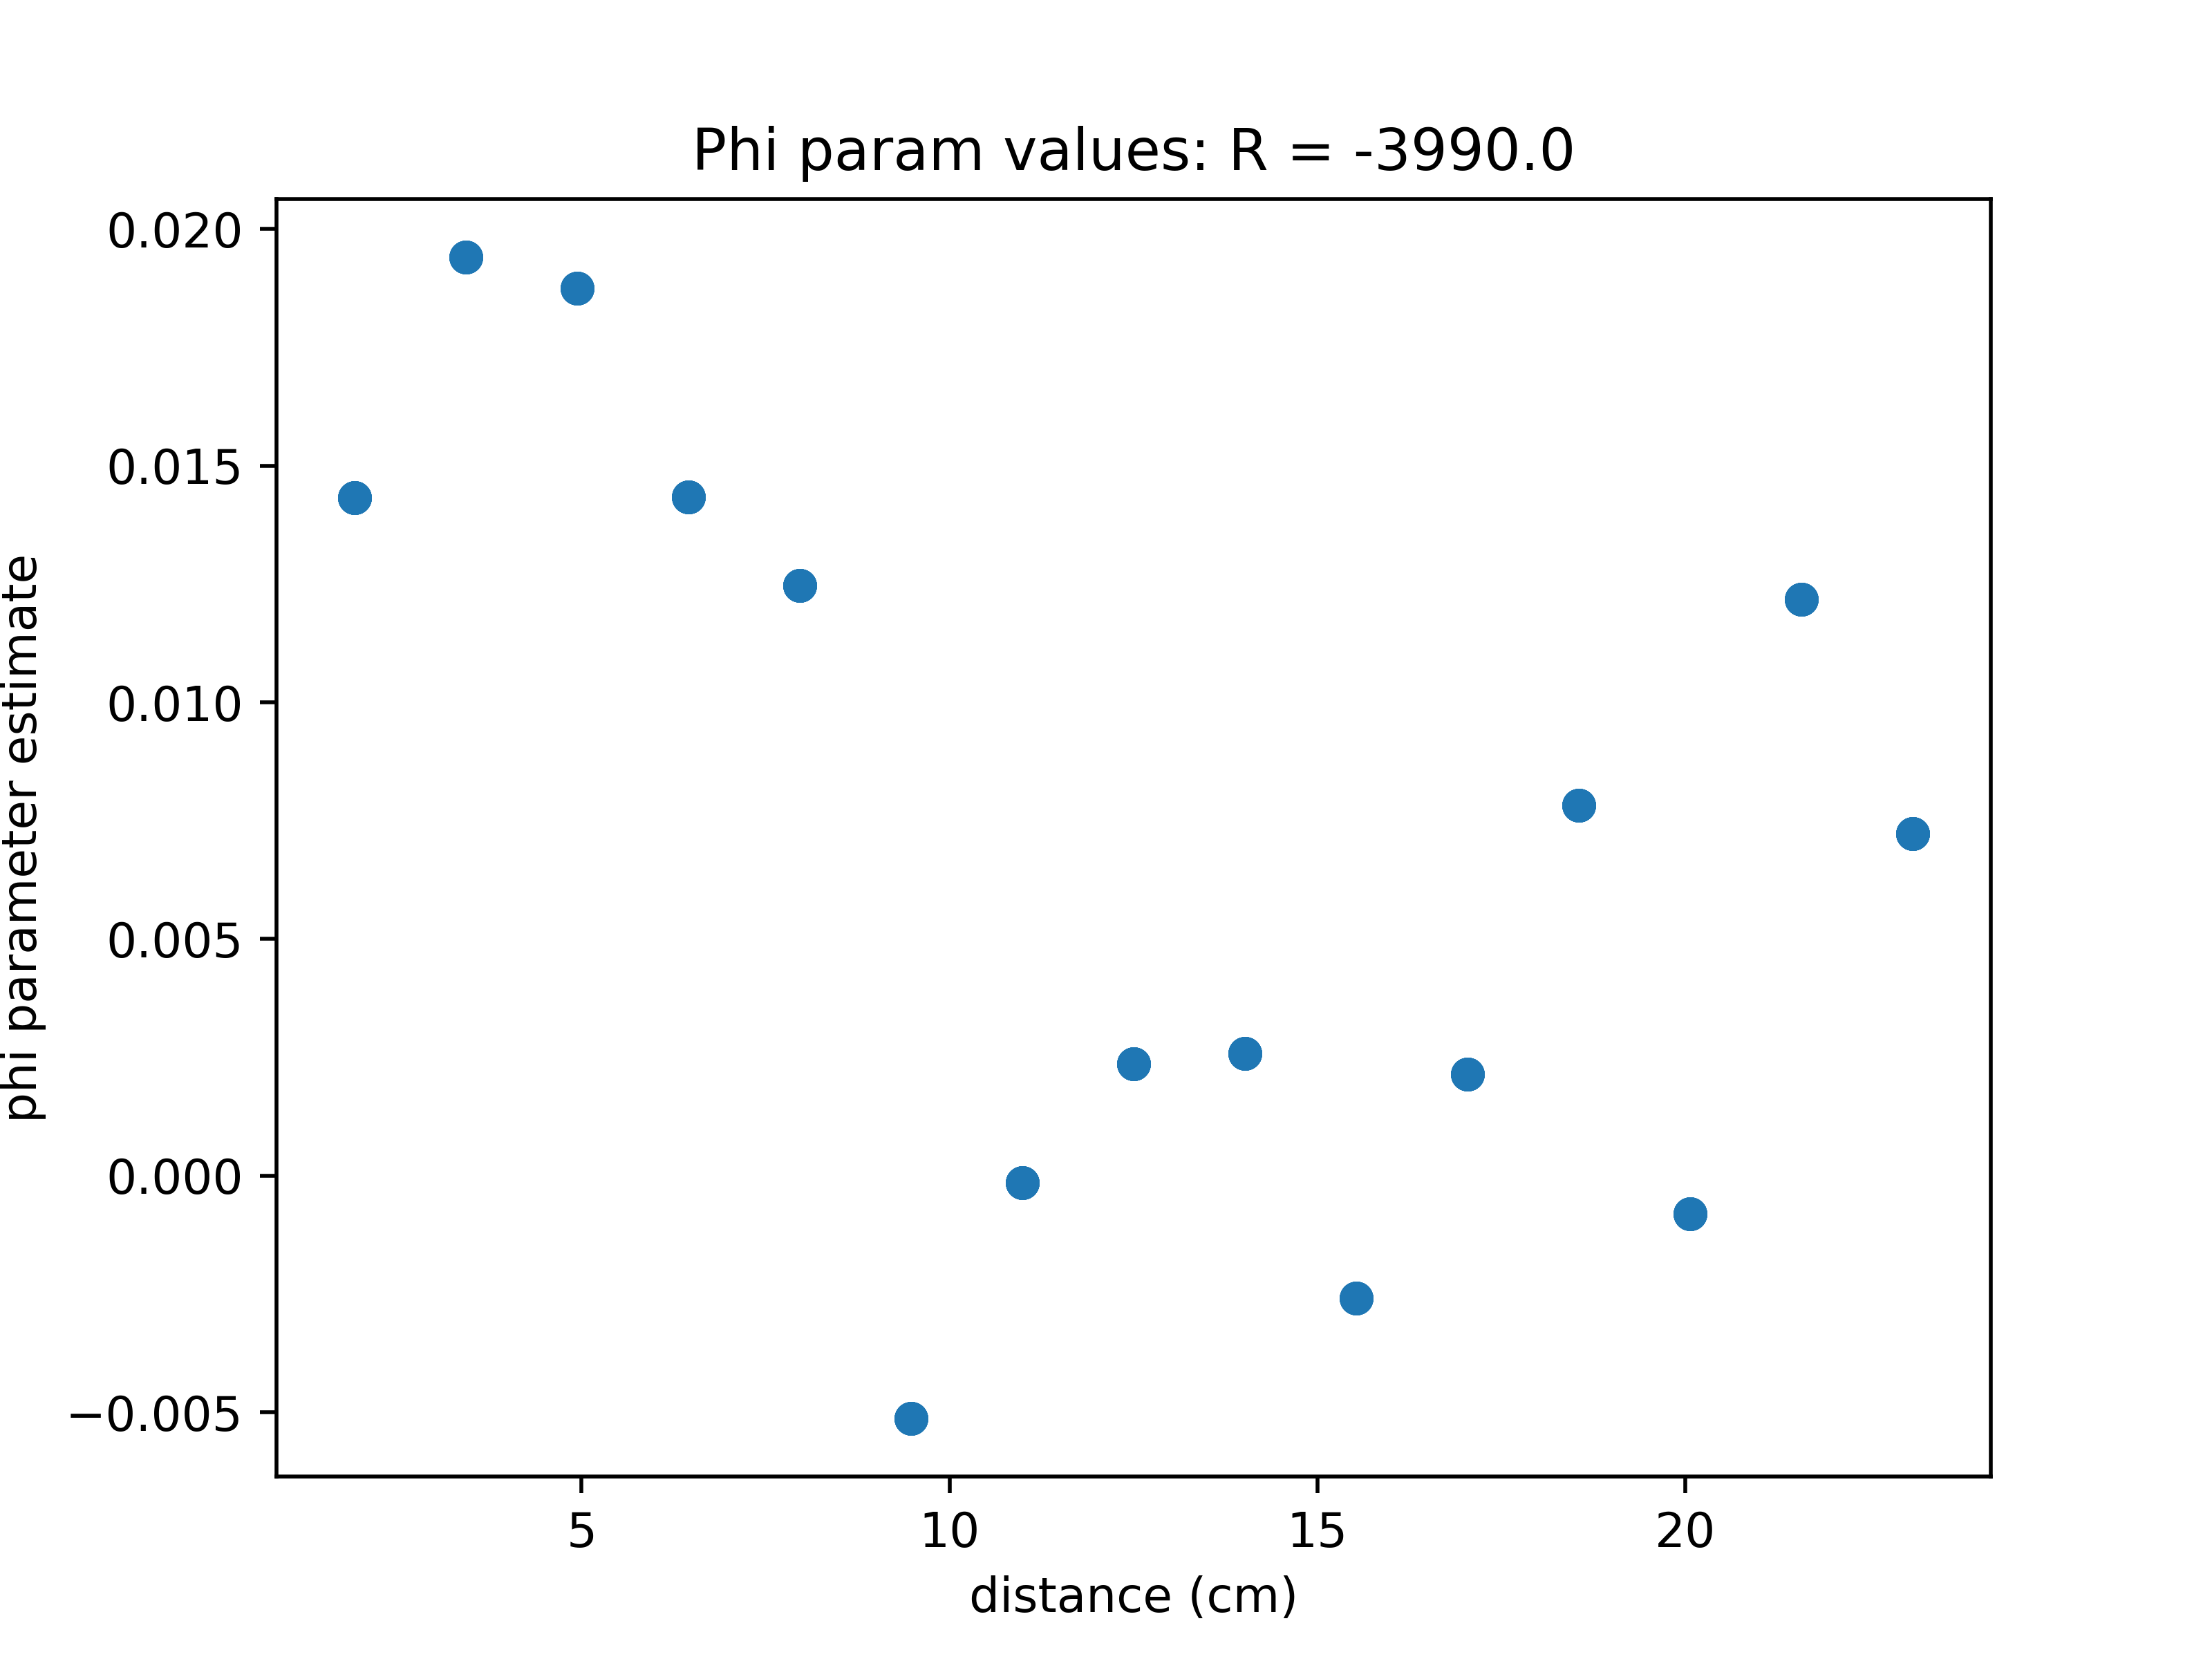 Phi param values: R = -3990.0
0.020
0.015
0.010
0.005
0.000
−0.005
phi parameter estimate
5 10 15 20
distance (cm)